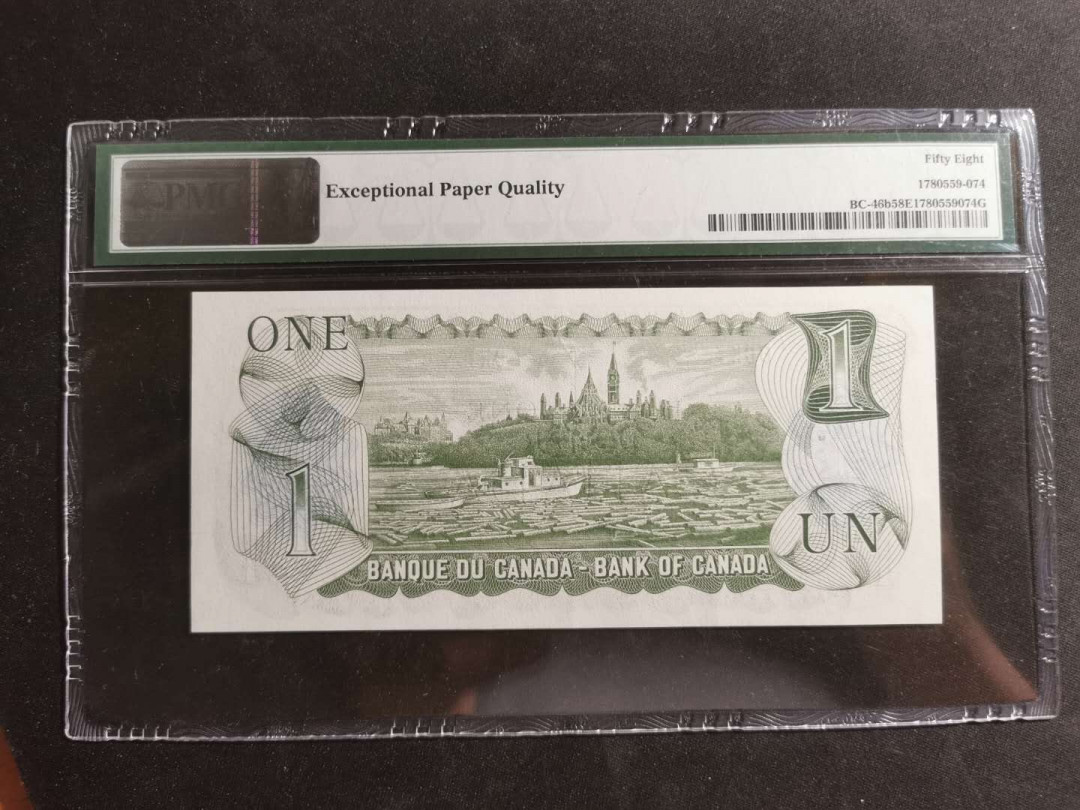 PMG
Exceptional Paper Quality
Fifty Eight
1780559-074
BC-46b58E1780559074G
ONE
1
1
UN
BANQUE DU CANADA - BANK OF CANADA